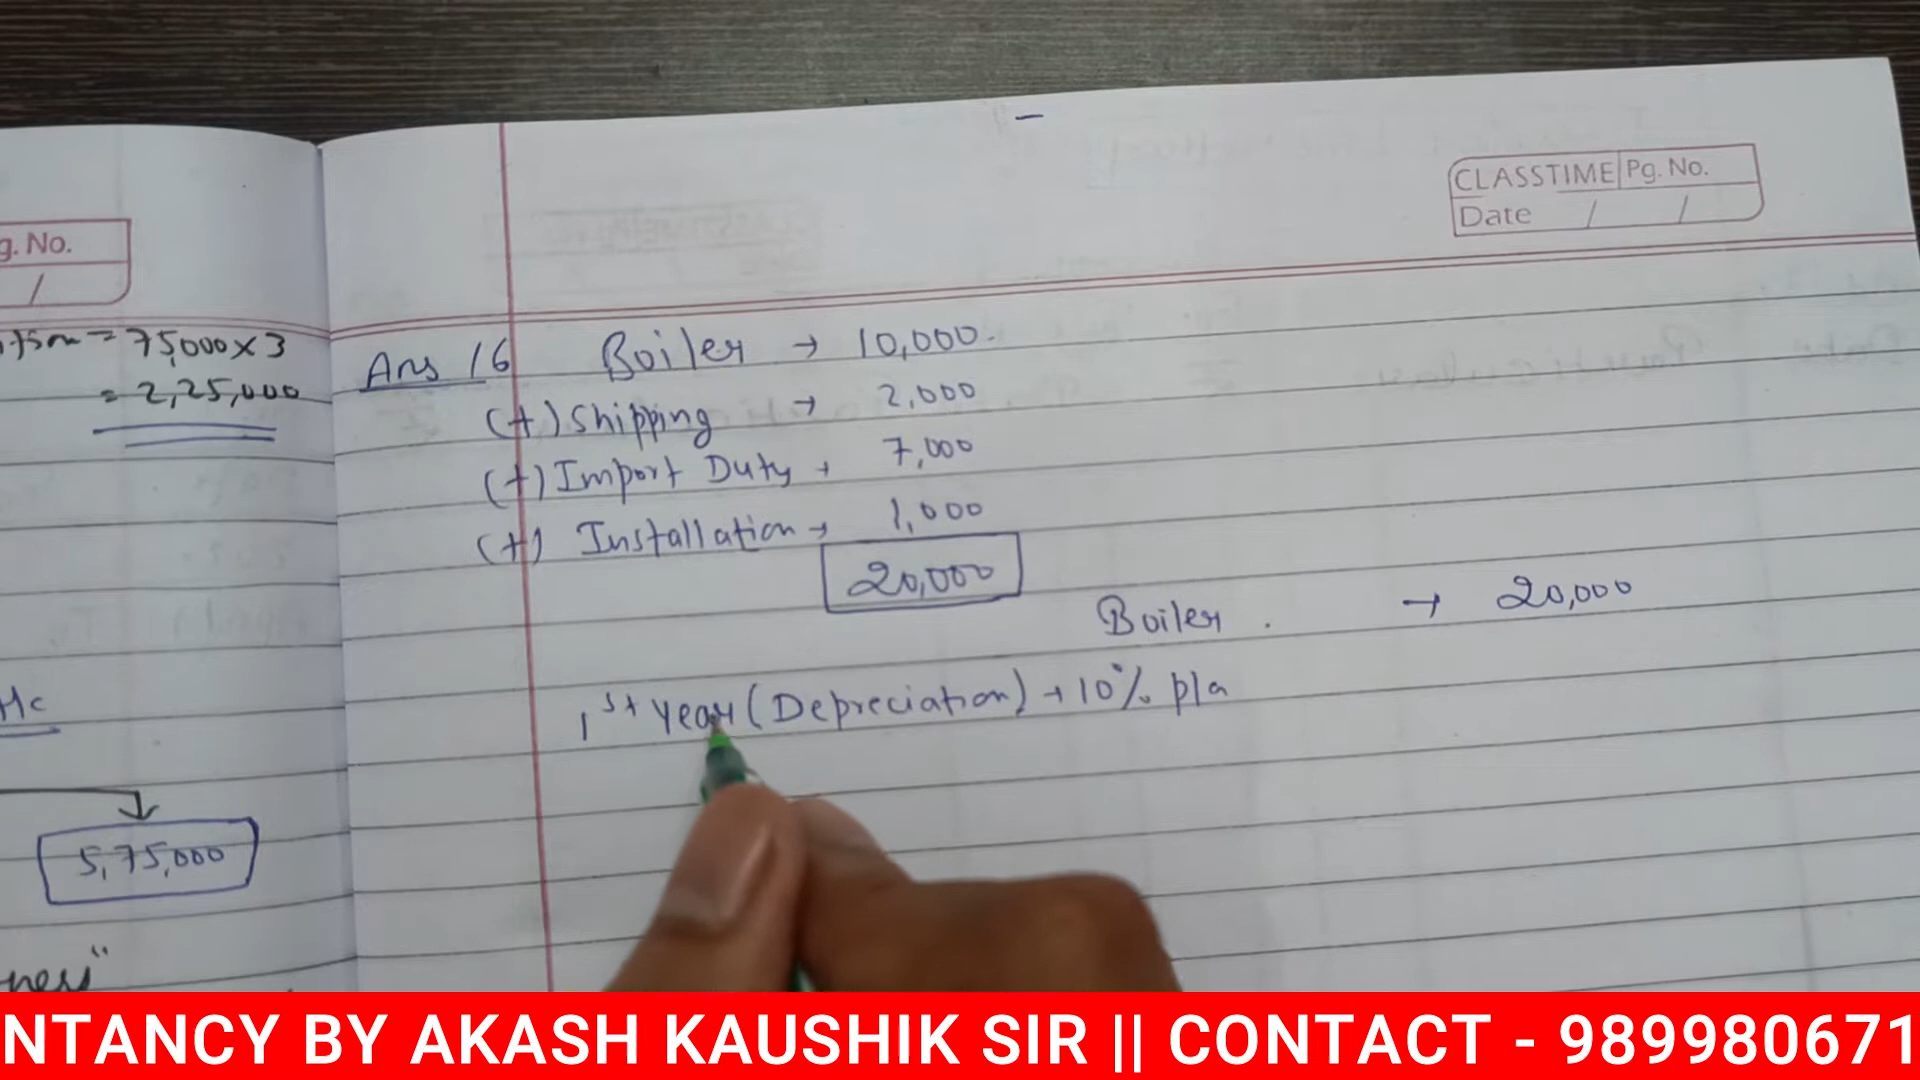 g. No.
/
= 75,000 × 3
= 2,25,000
5,75,000
CLASSTIME Pg. No.
Date / /
Ans 16 Boiler → 10,000.
(+) Shipping → 2,000
(+) Import Duty → 7,000
(+) Installation → 1,000
20,000
Boiler . → 20,000
1st year (Depreciation) → 10% p/a
NTANCY BY AKASH KAUSHIK SIR || CONTACT - 989980671